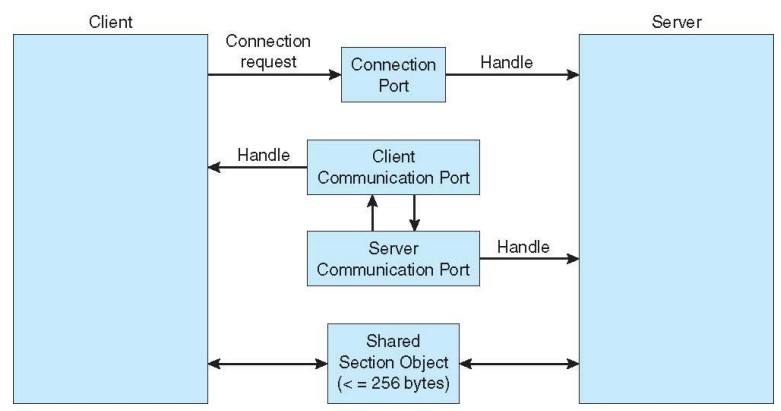 Client
Server
Connection
request
Connection
Port
Handle
Handle
Client
Communication Port
Server
Communication Port
Handle
Shared
Section Object
(< = 256 bytes)